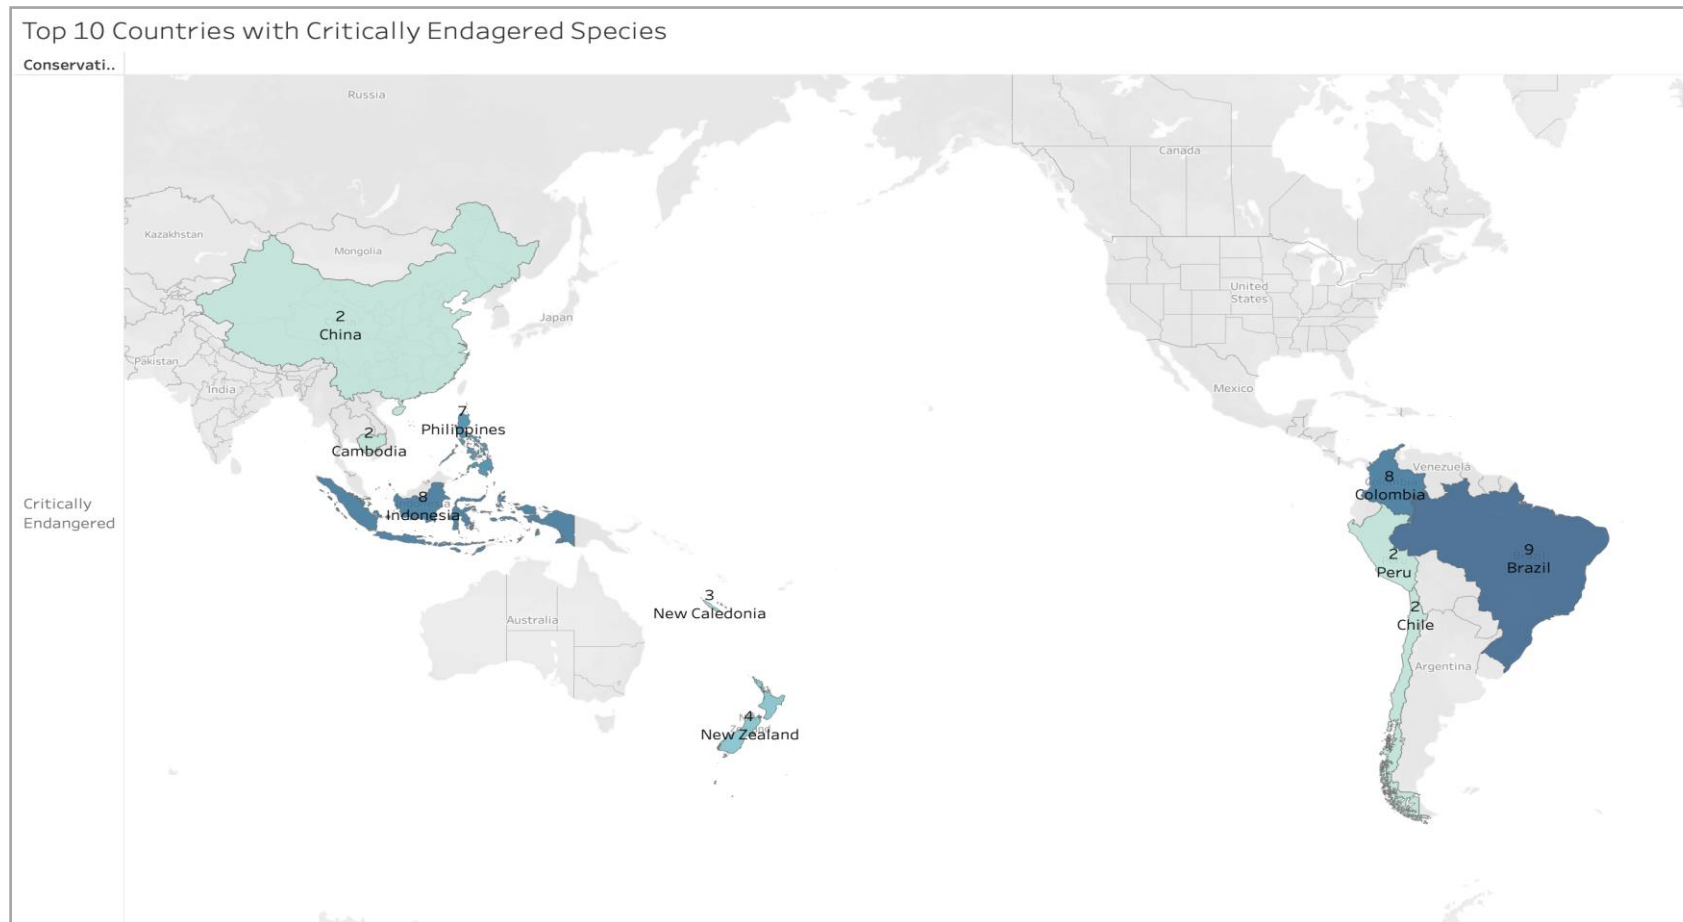 Top 10 Countries with Critically Endagered Species
Conservati..
Critically
Endangered
Russia
Canada
Kazakhstan
Mongolia
United
States
Japan
2
China
Pakistan
India
Mexico
7
Philippines
2
Cambodia
Venezuela
8
Colombia
8
Indonesia
9
Brazil
2
Peru
3
New Caledonia
2
Chile
Australia
Argentina
4
New Zealand